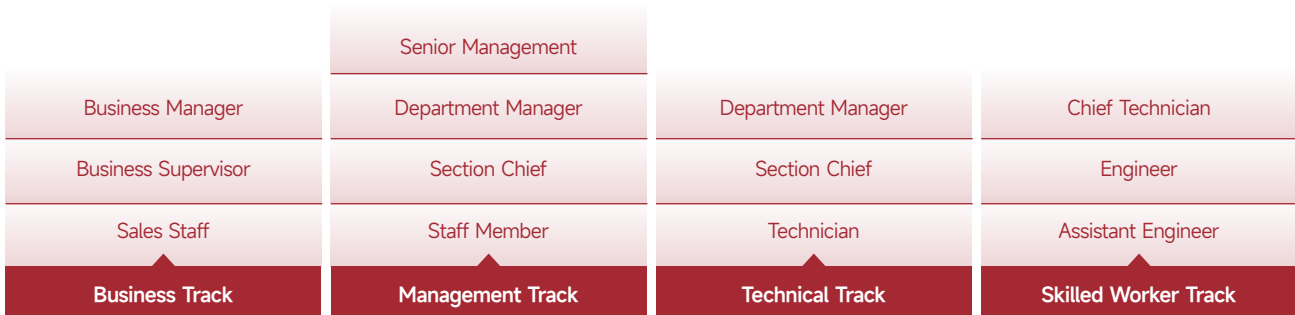 Senior Management
Business Manager
Department Manager
Department Manager
Chief Technician
Business Supervisor
Section Chief
Section Chief
Engineer
Sales Staff
Staff Member
Technician
Assistant Engineer
Business Track
Management Track
Technical Track
Skilled Worker Track